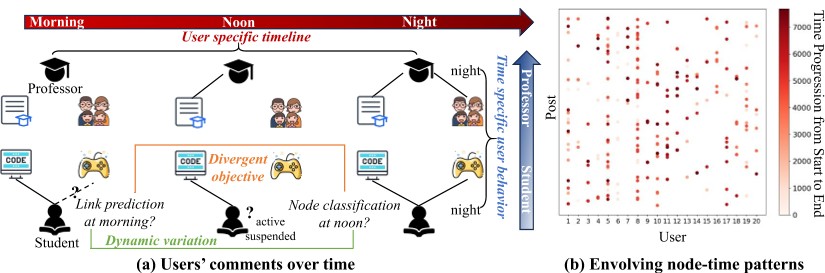 Morning Noon Night
User specific timeline
Professor
night
CODE CODE CODE
Divergent
objective
?
Link prediction
at morning?
?
active
suspended
Node classification
at noon?
night
Student
Dynamic variation
Time specific user behavior
Professor
Student
(a) Users' comments over time
Post
1 2 3 4 5 6 7 8 9 10 11 12 13 14 15 16 17 18 19 20
User
7000
6000
5000
4000
3000
2000
1000
0
Time Progression from Start to End
(b) Envolving node-time patterns